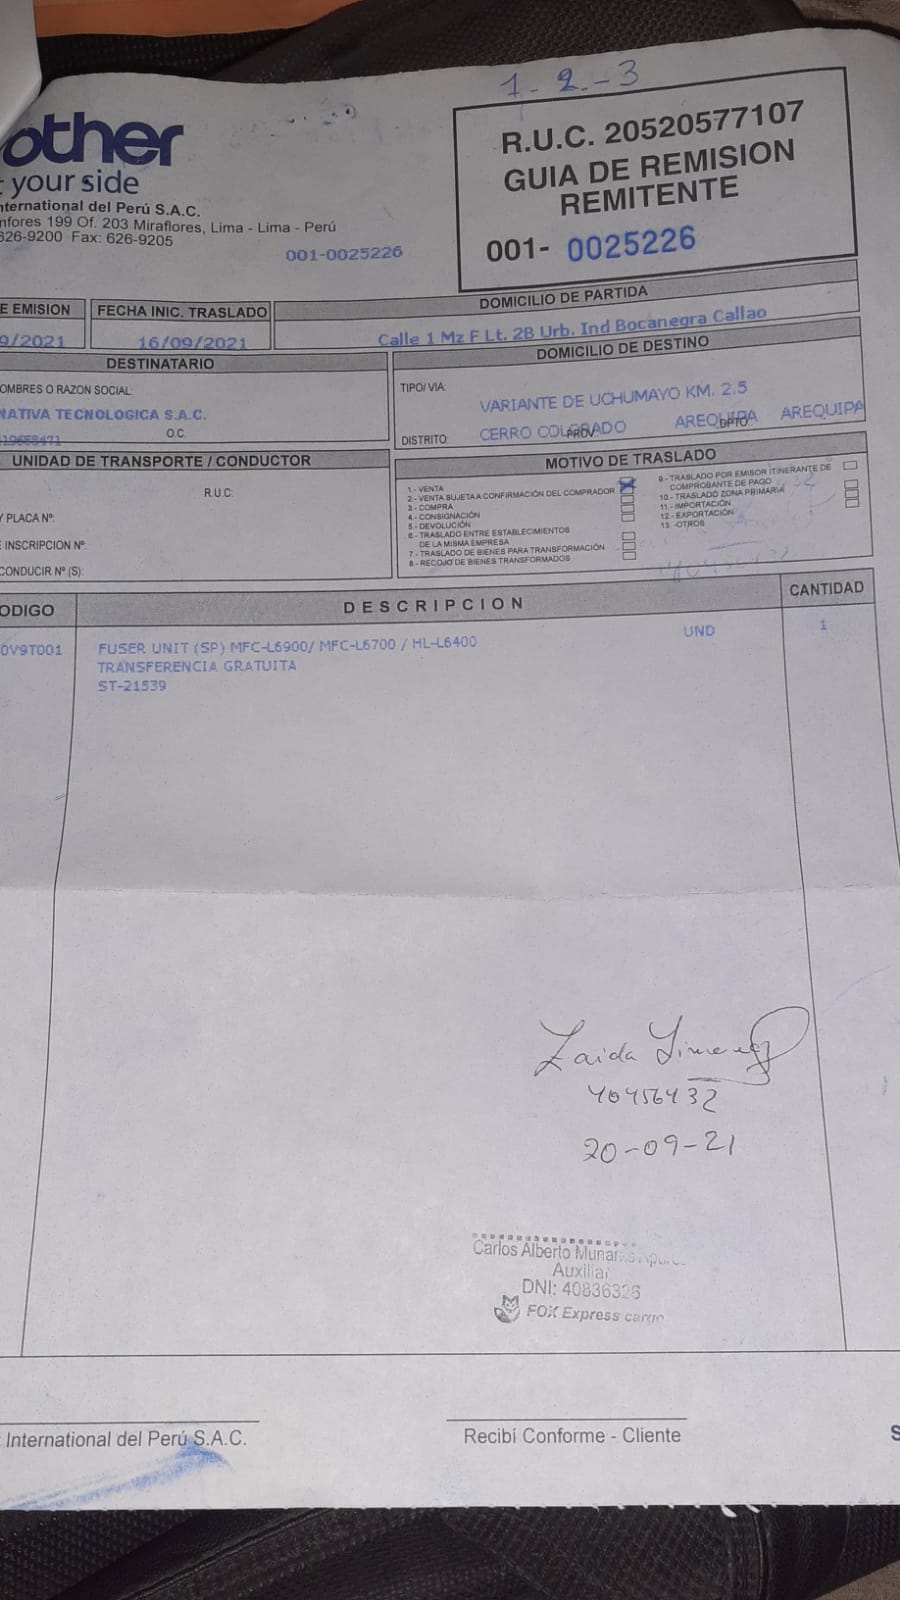 1-2-3
other
your side
nternational del Perú S.A.C.
nfores 199 Of. 203 Miraflores, Lima - Lima - Perú
626-9200 Fax: 626-9205
001-0025226
R.U.C. 20520577107
GUIA DE REMISION
REMITENTE
001- 0025226
E EMISION
FECHA INIC. TRASLADO
DOMICILIO DE PARTIDA
9/2021
16/09/2021
Calle 1 Mz F Lt. 2B Urb. Ind Bocanegra Callao
DESTINATARIO
DOMICILIO DE DESTINO
OMBRES O RAZON SOCIAL:
TIPO/ VIA:
NATIVA TECNOLOGICA S.A.C.
VARIANTE DE UCHUMAYO KM. 2.5
O.C.
DISTRITO:
CERRO COLORADO
PROV.
AREQUIPA
DPTO.
AREQUIPA
UNIDAD DE TRANSPORTE / CONDUCTOR
MOTIVO DE TRASLADO
R.U.C.
Y PLACA Nº:
E INSCRIPCION Nº:
CONDUCIR Nº (S):
1.- VENTA
2.- VENTA SUJETA A CONFIRMACIÓN DEL COMPRADOR
3.- COMPRA
4.- CONSIGNACIÓN
5.- DEVOLUCIÓN
6.- TRASLADO ENTRE ESTABLECIMIENTOS
DE LA MISMA EMPRESA
7.- TRASLADO DE BIENES PARA TRANSFORMACIÓN
8.- RECOJO DE BIENES TRANSFORMADOS
9.- TRASLADO POR EMISOR ITINERANTE DE
COMPROBANTE DE PAGO
10.- TRASLADO ZONA PRIMARIA
11.- IMPORTACIÓN
12.- EXPORTACIÓN
13.- OTROS
ODIGO
DESCRIPCION
CANTIDAD
0V9T001
FUSER UNIT (SP) MFC-L6900/ MFC-L6700 / HL-L6400
UND
1
TRANSFERENCIA GRATUITA
ST-21539
Zaida Jimenez
40456432
20-09-21
Carlos Alberto
Auxiliar
DNI: 40836326
FOX Express cargo
International del Perú S.A.C.
Recibí Conforme - Cliente
S